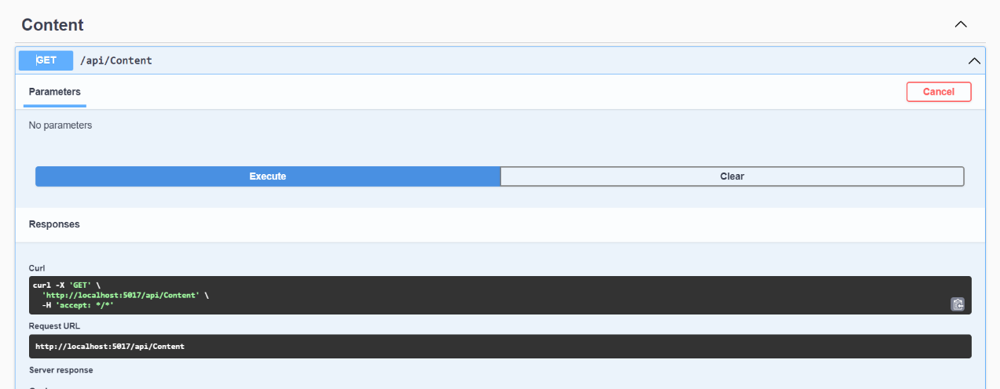 Content
GET /api/Content
Parameters Cancel
No parameters
Execute Clear
Responses
Curl
curl -X 'GET' \
'http://localhost:5017/api/Content' \
-H 'accept: */*'
Request URL
http://localhost:5017/api/Content
Server response